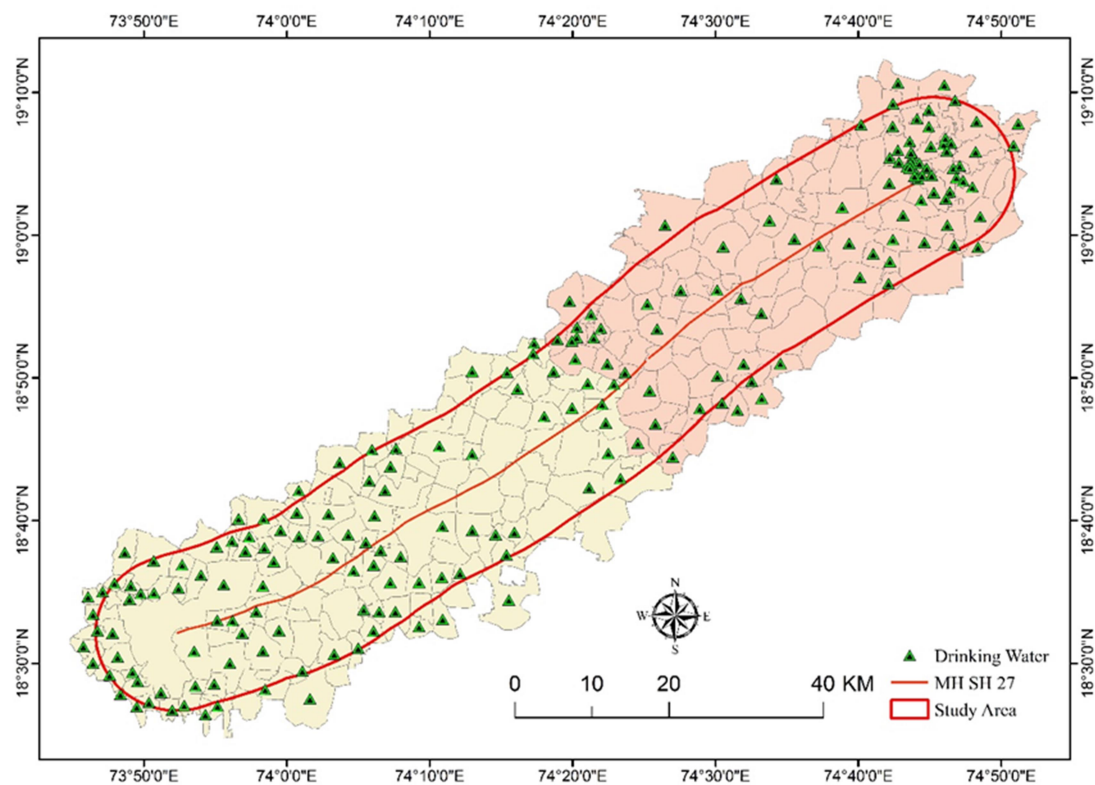 73°50'0"E 74°0'0"E 74°10'0"E 74°20'0"E 74°30'0"E 74°40'0"E 74°50'0"E
19°10'0"N 19°10'0"N
19°0'0"N 19°0'0"N
18°50'0"N 18°50'0"N
18°40'0"N 18°40'0"N
18°30'0"N 18°30'0"N
N
W E
S
Drinking Water
0 10 20 40 KM MH SH 27
Study Area
73°50'0"E 74°0'0"E 74°10'0"E 74°20'0"E 74°30'0"E 74°40'0"E 74°50'0"E